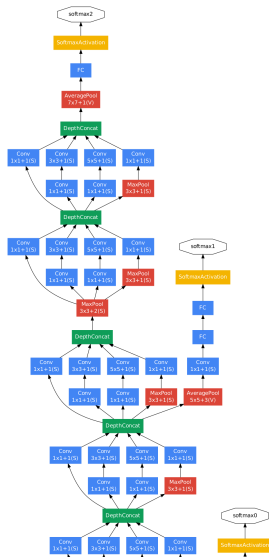 softmax2
SoftmaxActivation
FC
AveragePool
7x7+1(V)
DepthConcat
Conv Conv Conv Conv
1x1+1(S) 3x3+1(S) 5x5+1(S) 1x1+1(S)
Conv Conv MaxPool
1x1+1(S) 1x1+1(S) 3x3+1(S)
DepthConcat
Conv Conv Conv Conv softmax1
1x1+1(S) 3x3+1(S) 5x5+1(S) 1x1+1(S)
Conv Conv MaxPool SoftmaxActivation
1x1+1(S) 1x1+1(S) 3x3+1(S)
MaxPool FC
3x3+2(S)
DepthConcat FC
Conv Conv Conv Conv Conv
1x1+1(S) 3x3+1(S) 5x5+1(S) 1x1+1(S) 1x1+1(S)
Conv Conv MaxPool AveragePool
1x1+1(S) 1x1+1(S) 3x3+1(S) 5x5+3(V)
DepthConcat
Conv Conv Conv Conv
1x1+1(S) 3x3+1(S) 5x5+1(S) 1x1+1(S)
Conv Conv MaxPool
1x1+1(S) 1x1+1(S) 3x3+1(S)
DepthConcat softmax0
Conv Conv Conv Conv SoftmaxActivation
1x1+1(S) 3x3+1(S) 5x5+1(S) 1x1+1(S)